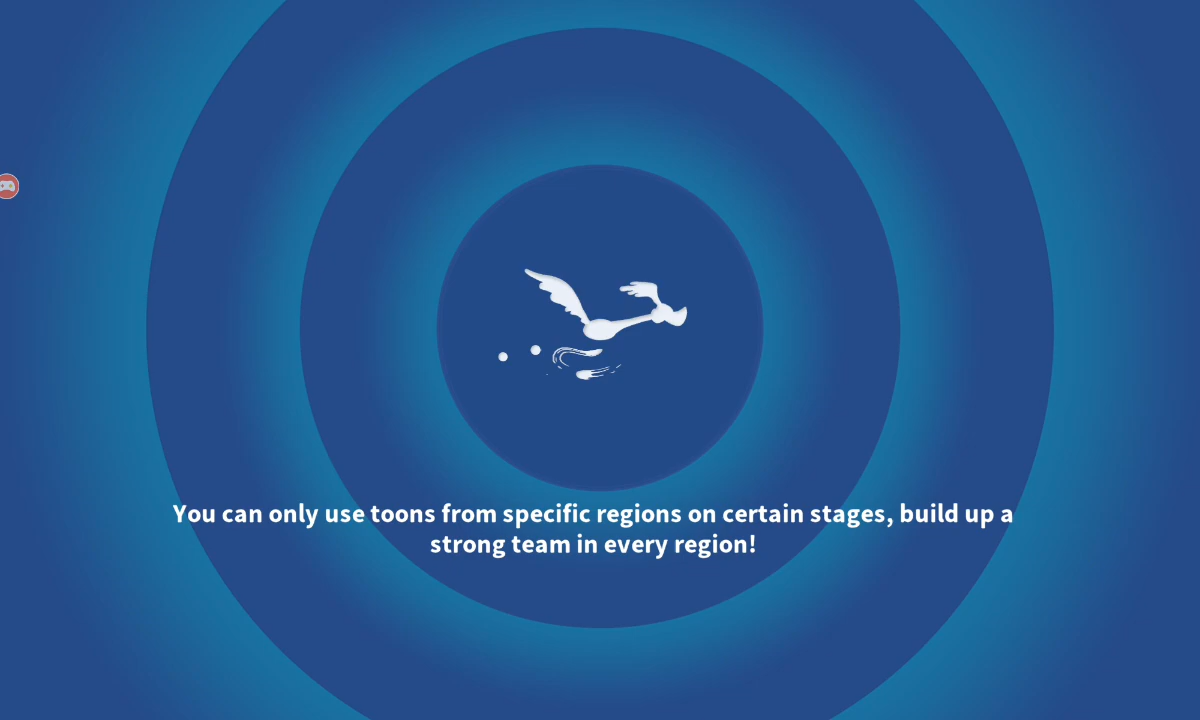 You can only use toons from specific regions on certain stages, build up a
strong team in every region!